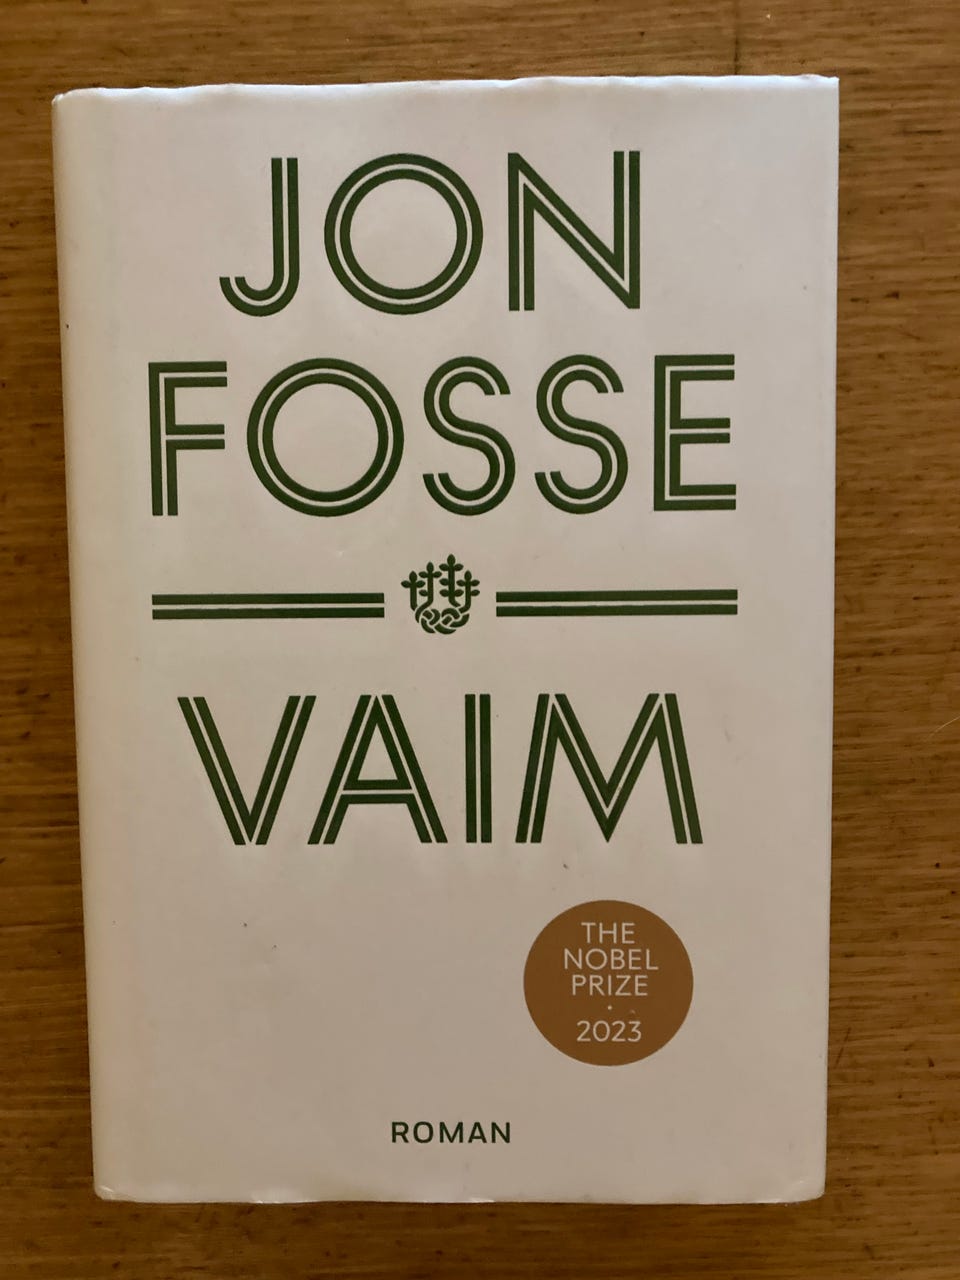 JON
FOSSE
VAIM
THE
NOBEL
PRIZE
·
2023
ROMAN